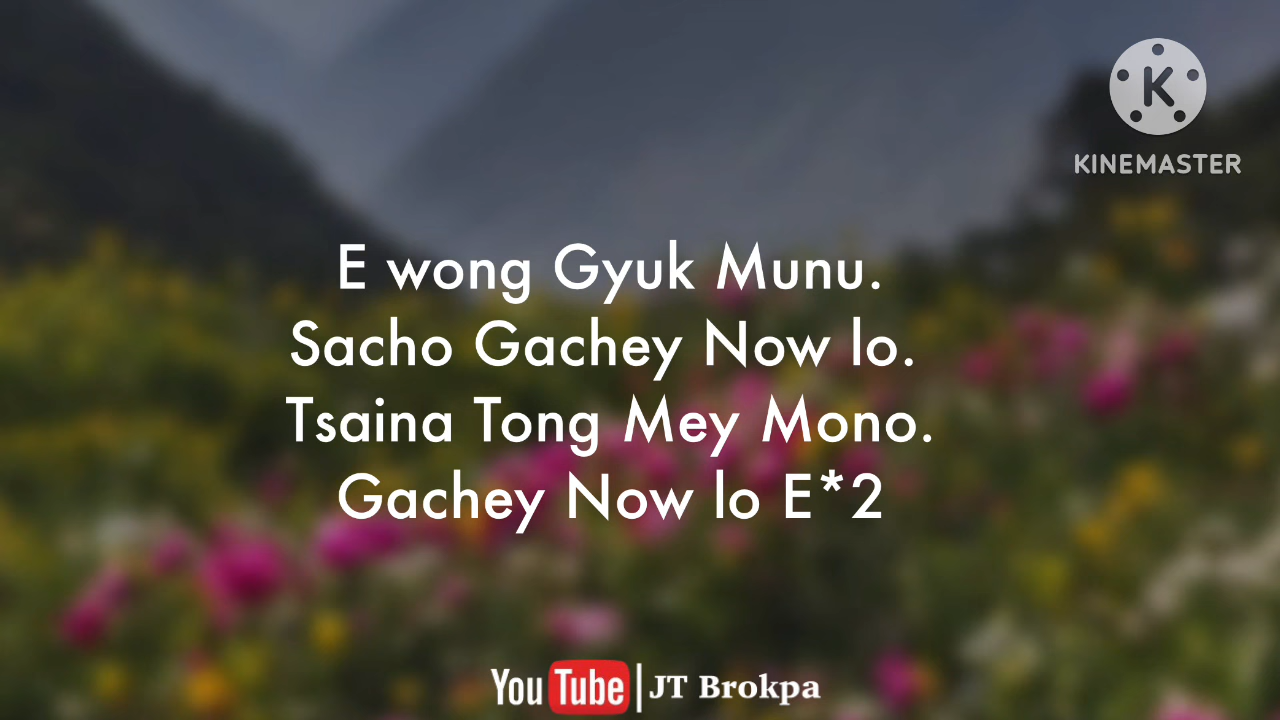 KINEMASTER
E wong Gyuk Munu.
Sacho Gachey Now lo.
Tsaina Tong Mey Mono.
Gachey Now lo E*2
YouTube | JT Brokpa